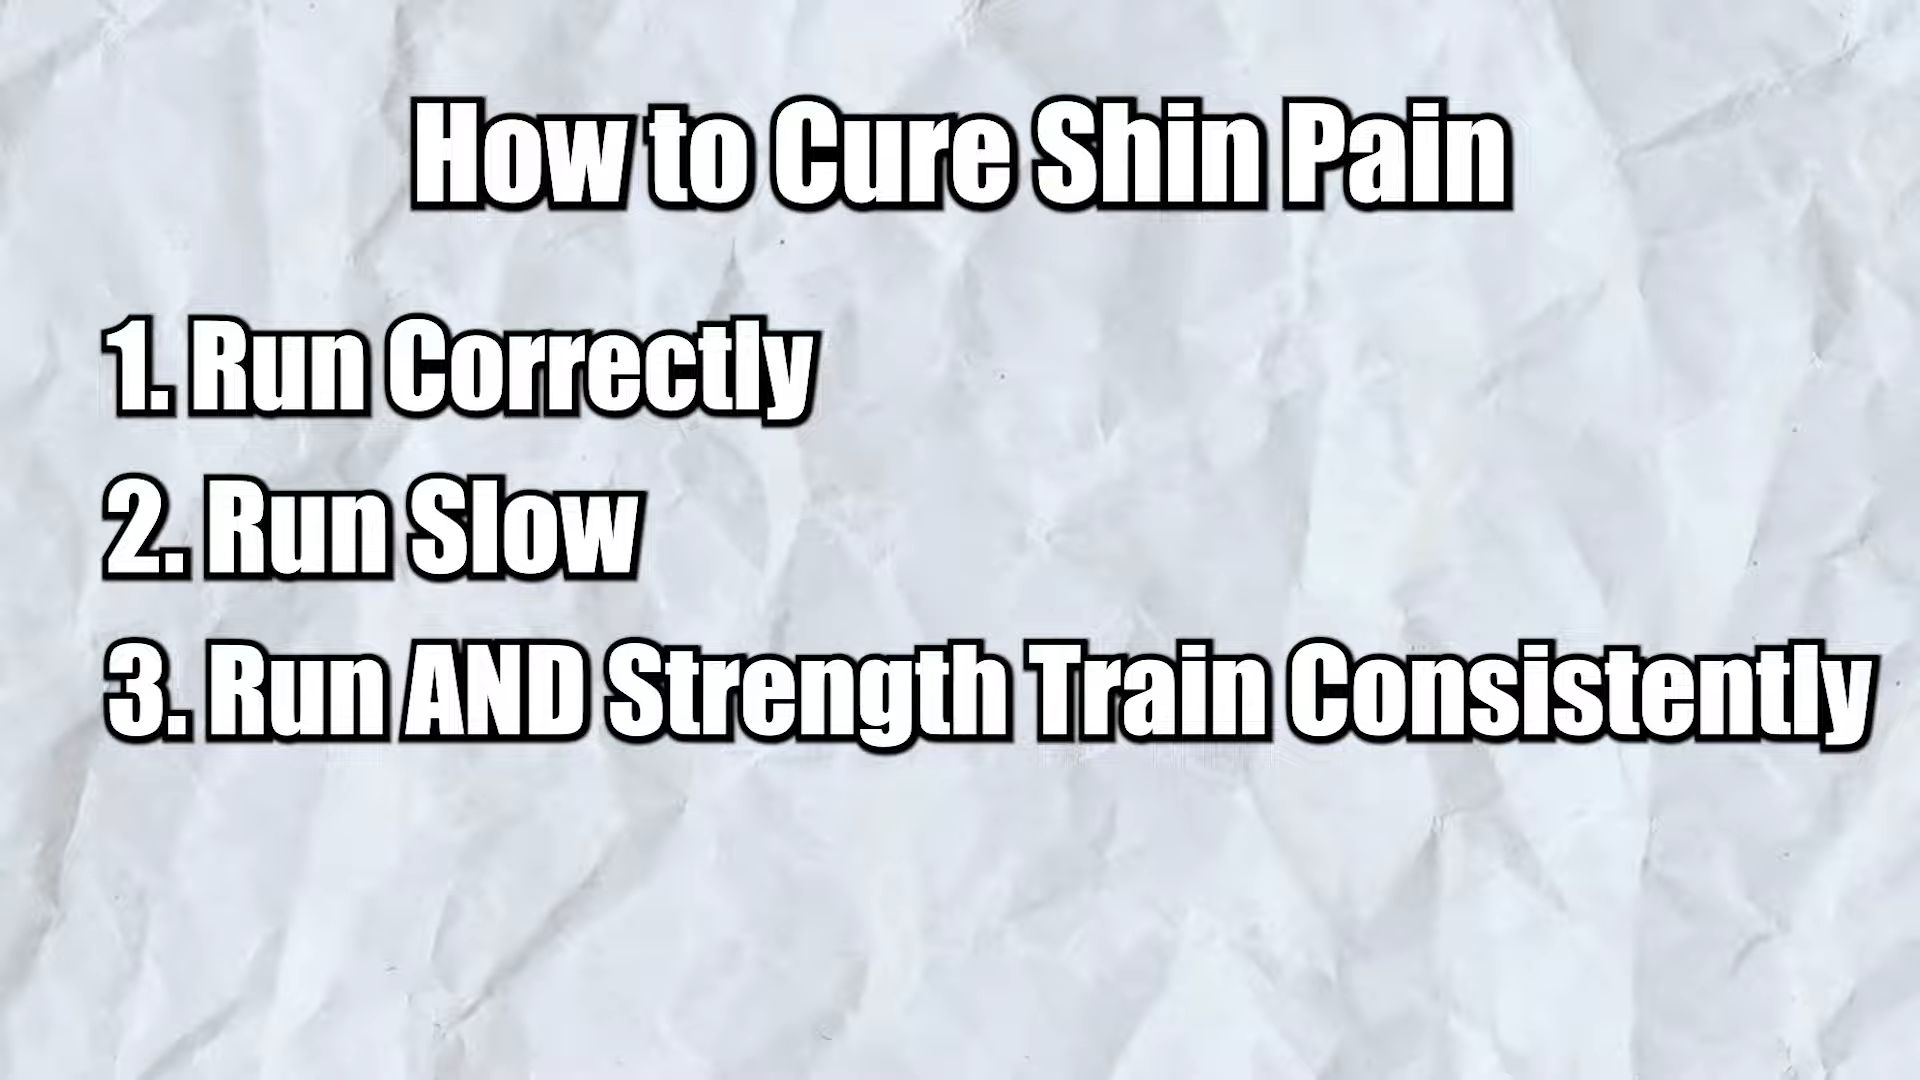 How to Cure Shin Pain
1. Run Correctly
2. Run Slow
3. Run AND Strength Train Consistently